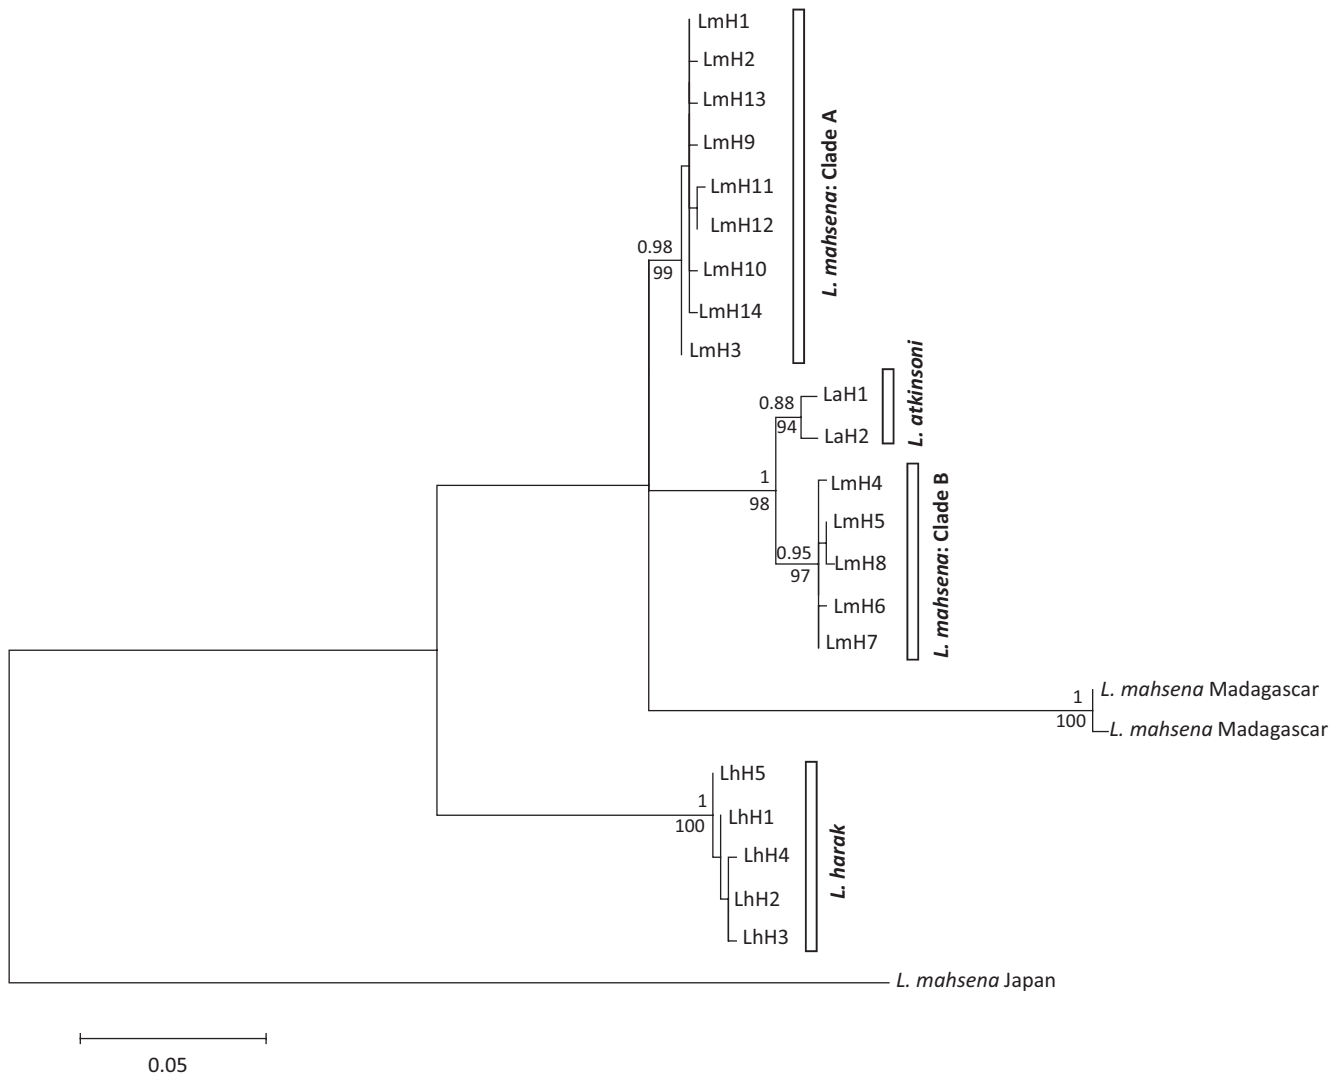 LmH1
LmH2
LmH13
LmH9
LmH11
LmH12
LmH10
LmH14
LmH3
L. mahsena: Clade A
0.98
99
LaH1
LaH2
L. atkinsoni
0.88
94
1
98
LmH4
LmH5
LmH8
LmH6
LmH7
L. mahsena: Clade B
0.95
97
L. mahsena Madagascar
L. mahsena Madagascar
1
100
LhH5
LhH1
LhH4
LhH2
LhH3
L. harak
1
100
L. mahsena Japan
0.05